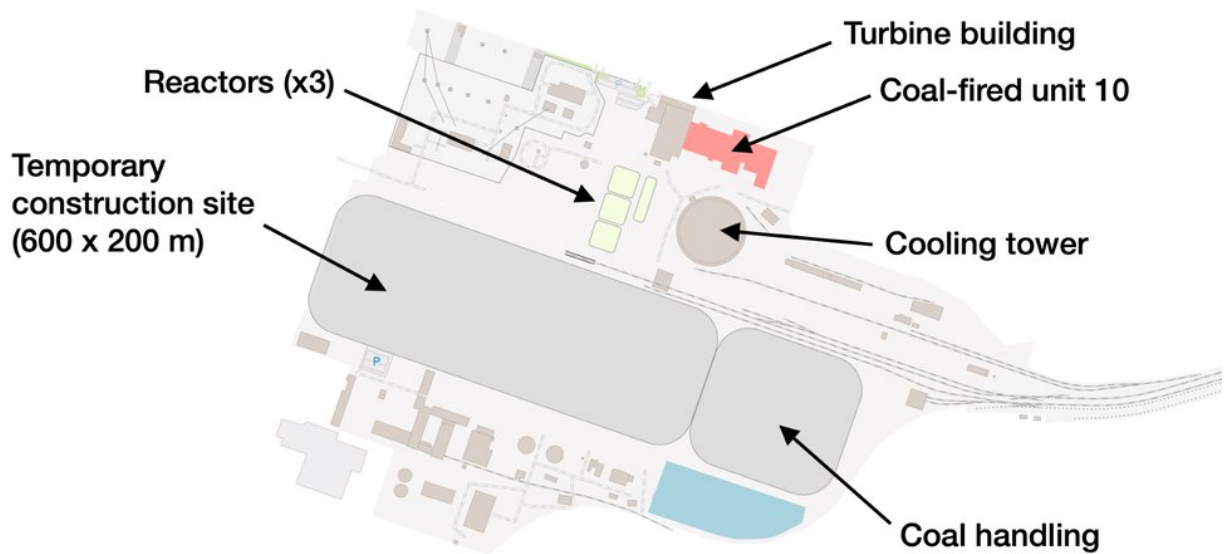 Turbine building
Coal-fired unit 10
Reactors (x3)
Temporary
construction site
(600 x 200 m)
Cooling tower
P
P
Coal handling